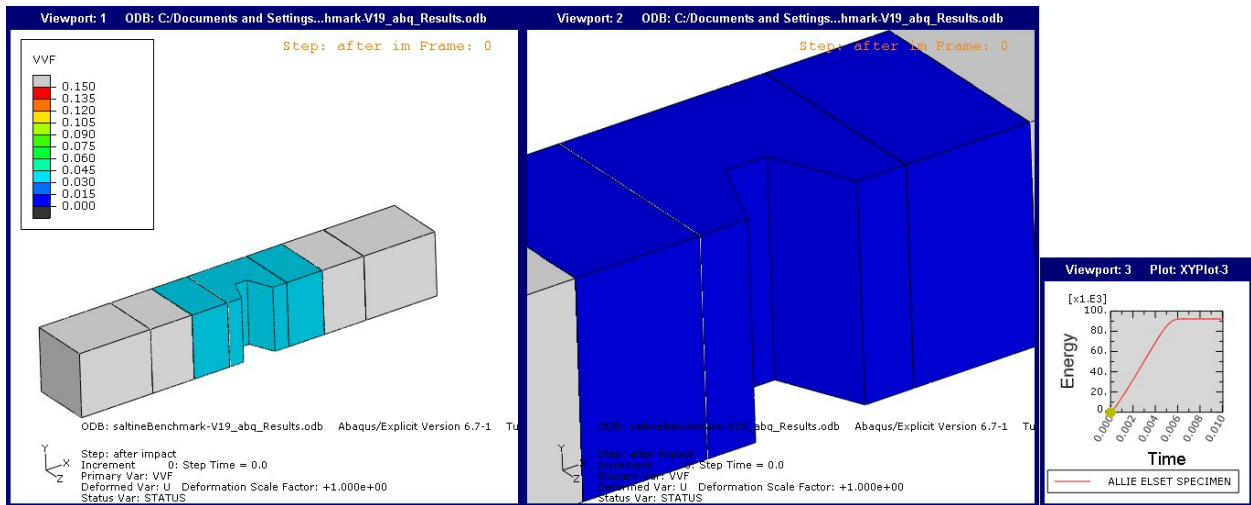 Viewport: 1 ODB: C:/Documents and Settings...hmark-V19_abq_Results.odb
Step: after im Frame: 0
VVF
0.150
0.135
0.120
0.105
0.090
0.075
0.060
0.045
0.030
0.015
0.000
ODB: saltineBenchmark-V19_abq_Results.odb Abaqus/Explicit Version 6.7-1 Tu
Y
X
Z
Step: after impact
Increment 0: Step Time = 0.0
Primary Var: VVF
Deformed Var: U Deformation Scale Factor: +1.000e+00
Status Var: STATUS
Viewport: 2 ODB: C:/Documents and Settings...hmark-V19_abq_Results.odb
Step: after im Frame: 0
ODB: saltineBenchmark-V19_abq_Results.odb Abaqus/Explicit Version 6.7-1 Tu
Y
X
Z
Step: after impact
Increment 0: Step Time = 0.0
Primary Var: VVF
Deformed Var: U Deformation Scale Factor: +1.000e+00
Status Var: STATUS
Viewport: 3 Plot: XYPlot-3
[x1.E3]
100.
80.
60.
40.
20.
0.
Energy
0.000 0.002 0.004 0.006 0.008 0.010
Time
ALLIE ELSET SPECIMEN